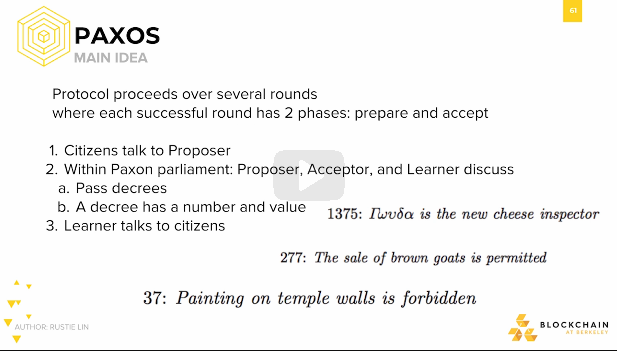 61
PAXOS
MAIN IDEA
Protocol proceeds over several rounds
where each successful round has 2 phases: prepare and accept
1. Citizens talk to Proposer
2. Within Paxon parliament: Proposer, Acceptor, and Learner discuss
a. Pass decrees
b. A decree has a number and value
1375: Γωυδα is the new cheese inspector
3. Learner talks to citizens
277: The sale of brown goats is permitted
37: Painting on temple walls is forbidden
AUTHOR: RUSTIE LIN
BLOCKCHAIN
AT BERKELEY